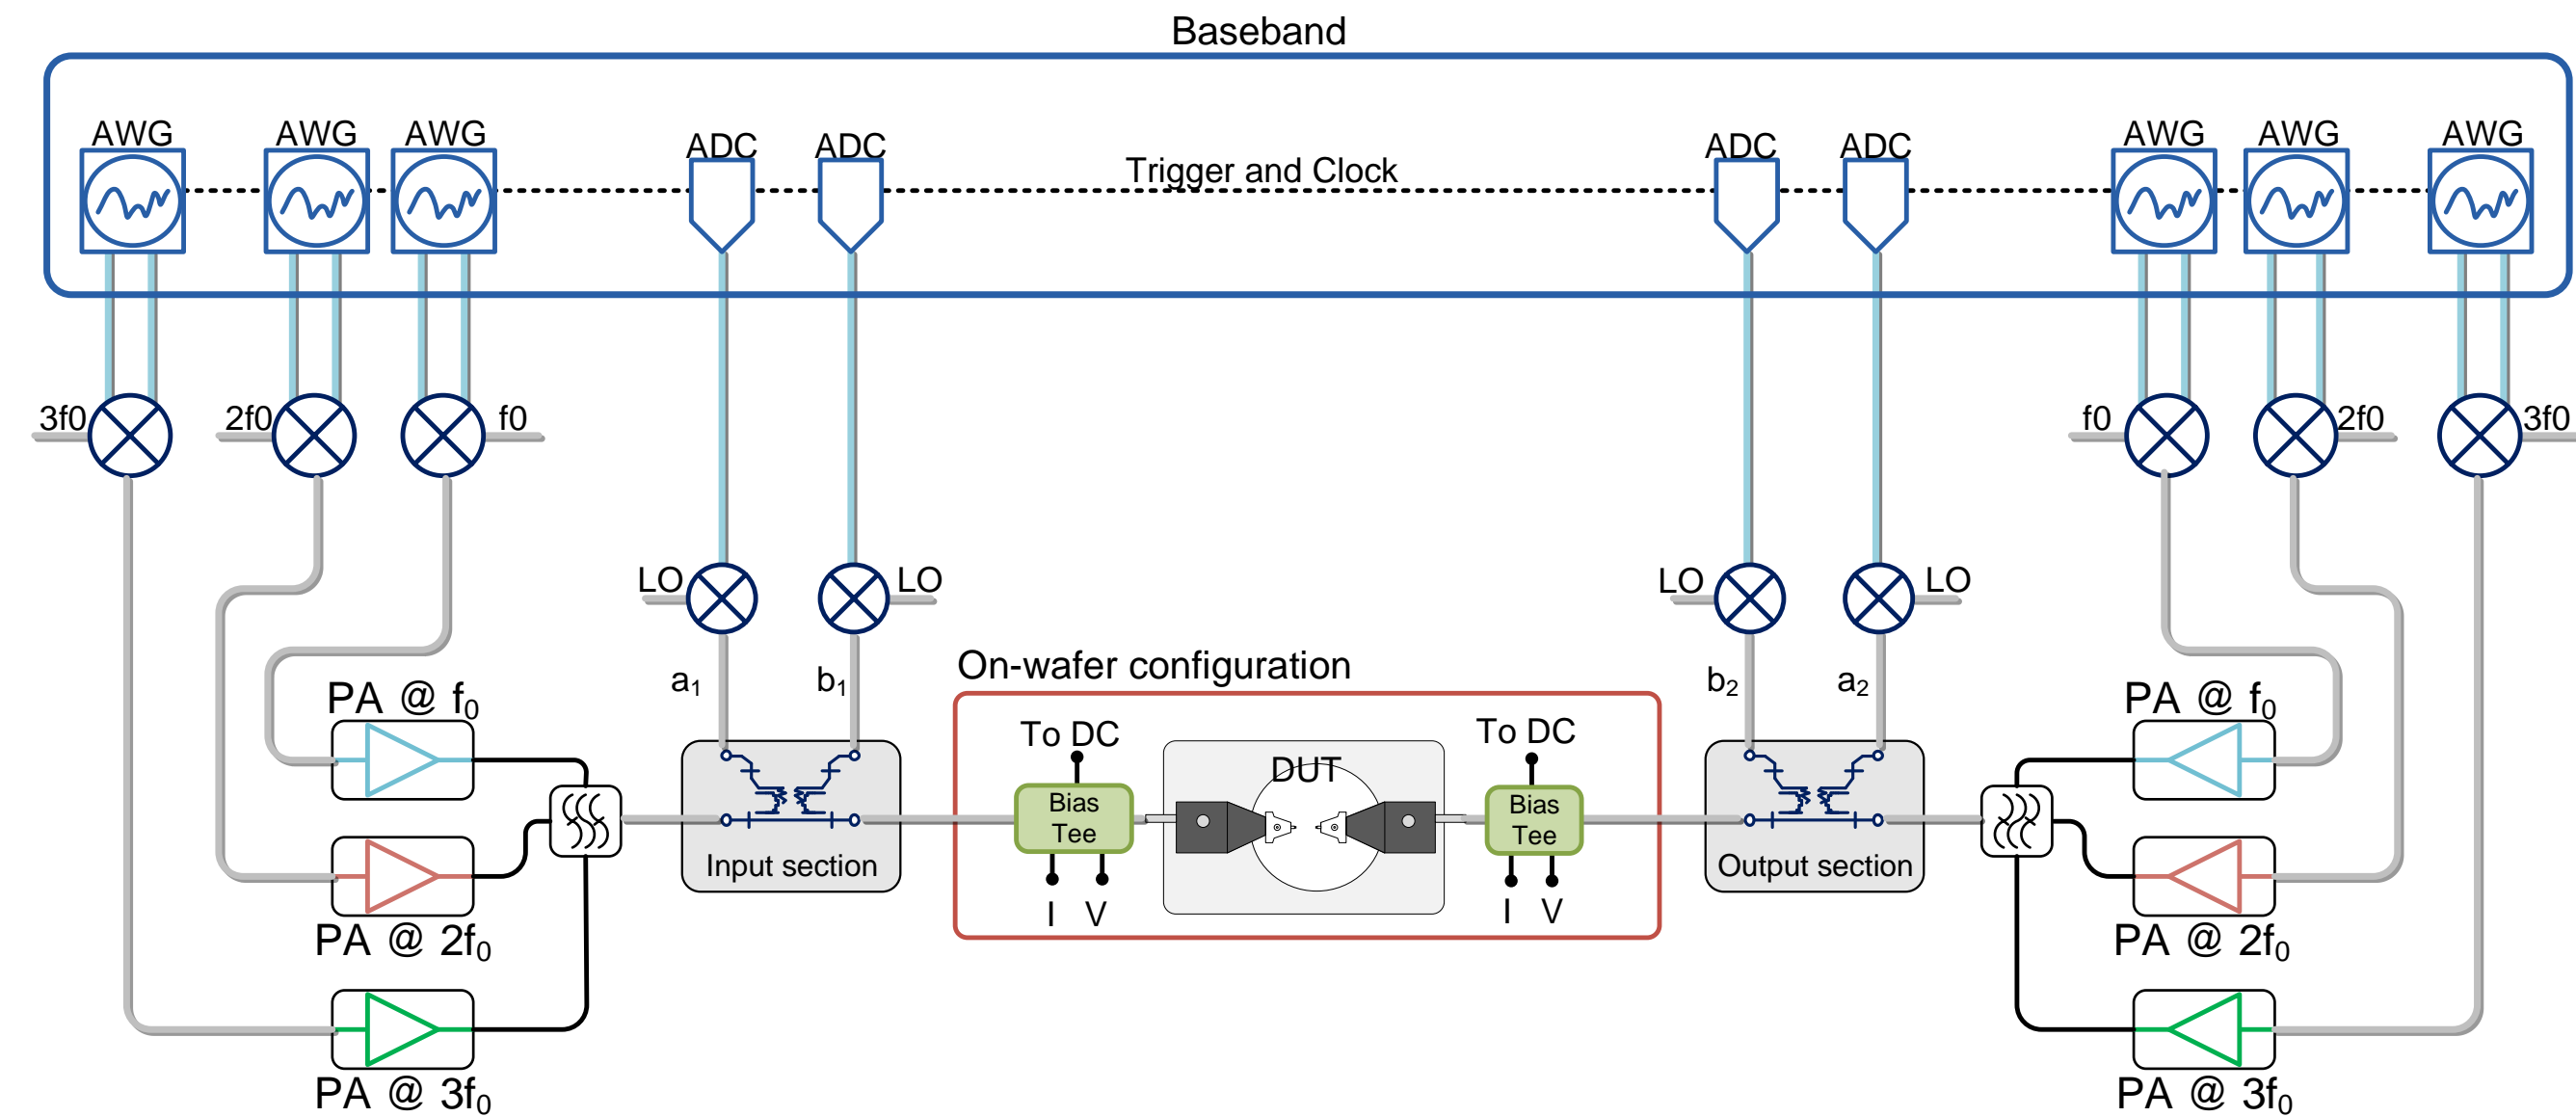 Baseband
AWG
AWG
AWG
ADC
ADC
Trigger and Clock
ADC
ADC
AWG
AWG
AWG
3f0
2f0
f0
f0
2f0
3f0
LO
LO
LO
LO
a1
b1
On-wafer configuration
b2
a2
PA @ f0
To DC
To DC
PA @ f0
DUT
Bias
Tee
Bias
Tee
Input section
Output section
I
V
I
V
PA @ 2f0
PA @ 2f0
PA @ 3f0
PA @ 3f0